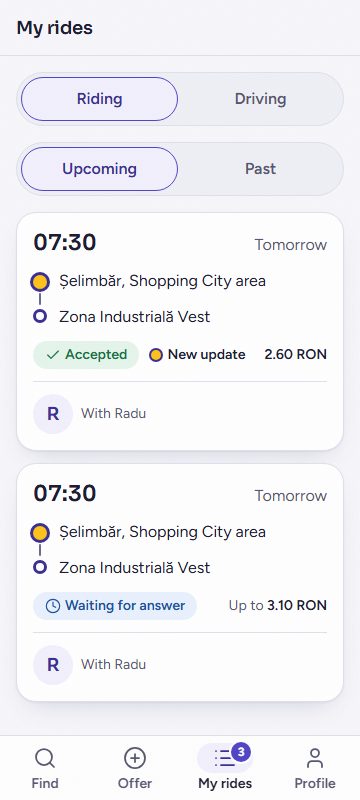 My rides
Riding Driving
Upcoming Past
07:30 Tomorrow
Șelimbăr, Shopping City area
Zona Industrială Vest
Accepted New update 2.60 RON
R With Radu
07:30 Tomorrow
Șelimbăr, Shopping City area
Zona Industrială Vest
Waiting for answer Up to 3.10 RON
R With Radu
3
Find Offer My rides Profile